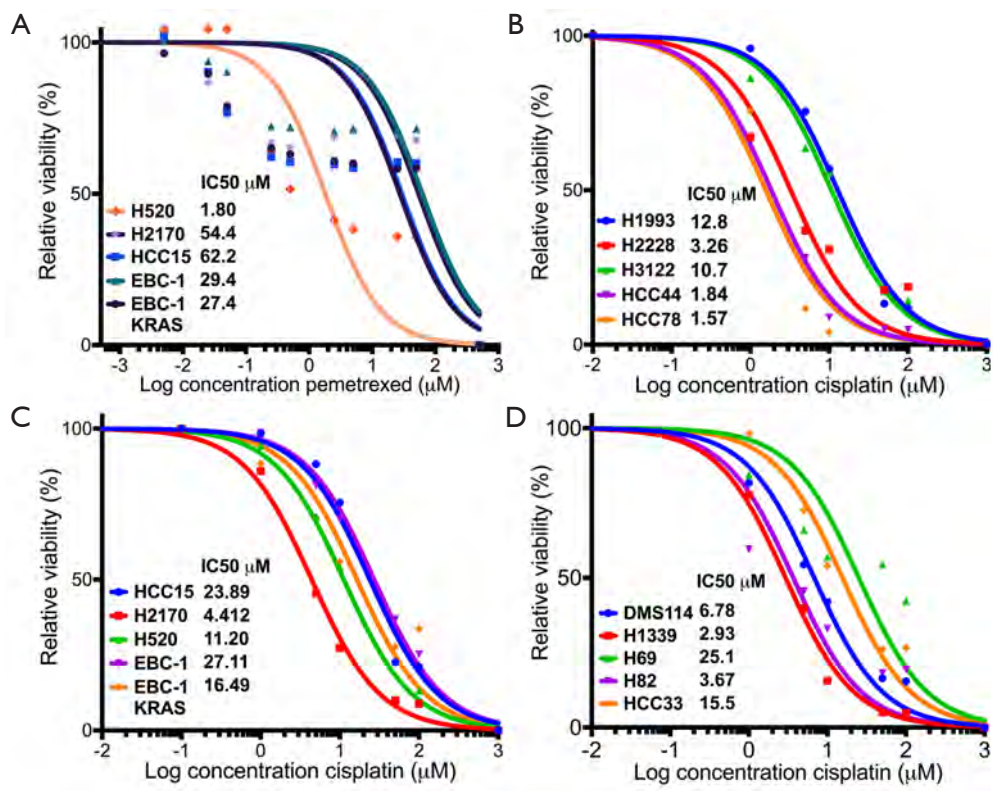 A
Relative viability (%)
100
50
0
IC50 μM
H520 1.80
H2170 54.4
HCC15 62.2
EBC-1 29.4
EBC-1 27.4
KRAS
-3 -2 -1 0 1 2 3
Log concentration pemetrexed (μM)
B
Relative viability (%)
100
50
0
IC50 μM
H1993 12.8
H2228 3.26
H3122 10.7
HCC44 1.84
HCC78 1.57
-2 -1 0 1 2 3
Log concentration cisplatin (μM)
C
Relative viability (%)
100
50
0
IC50 μM
HCC15 23.89
H2170 4.412
H520 11.20
EBC-1 27.11
EBC-1 16.49
KRAS
-2 -1 0 1 2 3
Log concentration cisplatin (μM)
D
Relative viability (%)
100
50
0
IC50 μM
DMS114 6.78
H1339 2.93
H69 25.1
H82 3.67
HCC33 15.5
-2 -1 0 1 2 3
Log concentration cisplatin (μM)